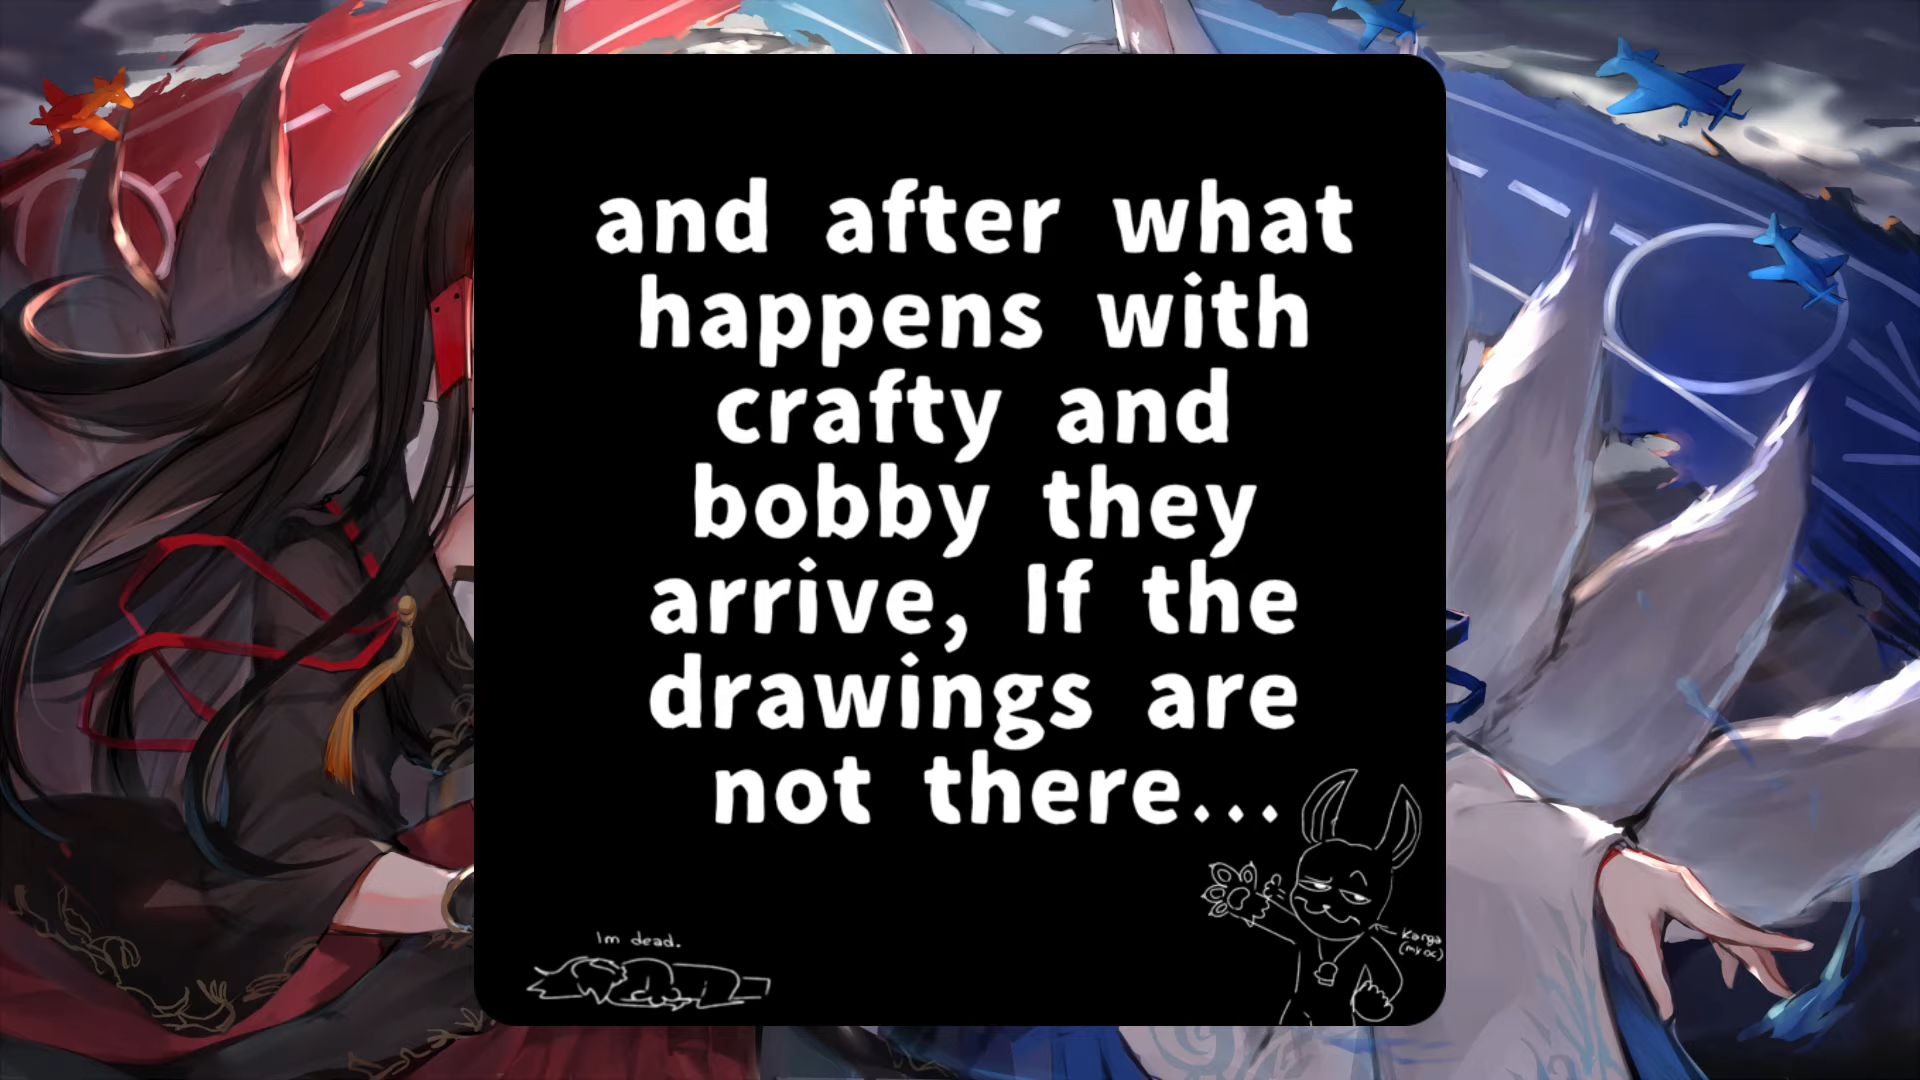 and after what
happens with
crafty and
bobby they
arrive, If the
drawings are
not there...
Im dead.
Karga
(my oc)